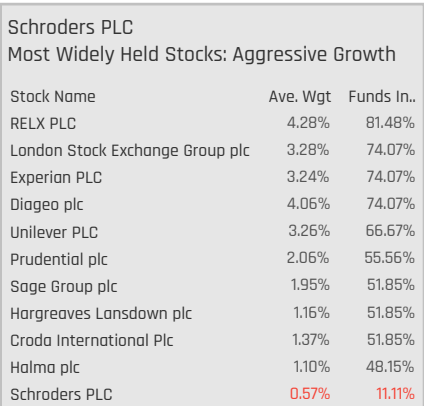 Schroders PLC
Most Widely Held Stocks: Aggressive Growth
Stock Name Ave. Wgt Funds In..
RELX PLC 4.28% 81.48%
London Stock Exchange Group plc 3.28% 74.07%
Experian PLC 3.24% 74.07%
Diageo plc 4.06% 74.07%
Unilever PLC 3.26% 66.67%
Prudential plc 2.06% 55.56%
Sage Group plc 1.95% 51.85%
Hargreaves Lansdown plc 1.16% 51.85%
Croda International Plc 1.37% 51.85%
Halma plc 1.10% 48.15%
Schroders PLC 0.57% 11.11%